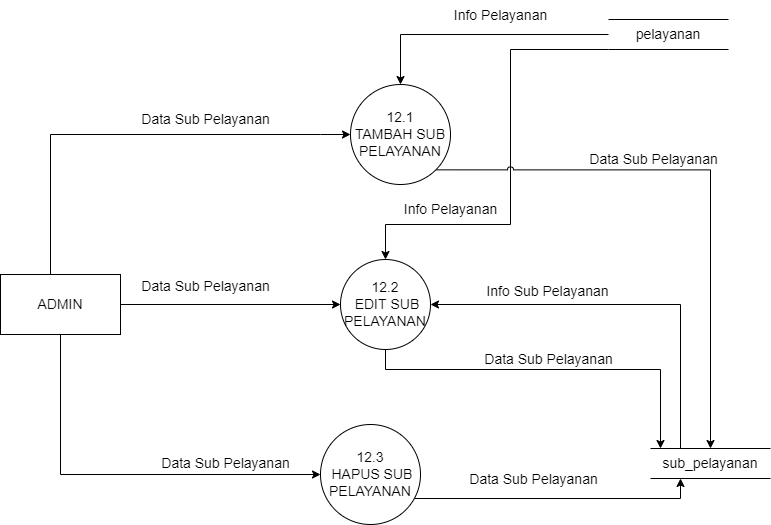 Info Pelayanan
pelayanan
12.1
TAMBAH SUB
PELAYANAN
Data Sub Pelayanan
Data Sub Pelayanan
Info Pelayanan
ADMIN
Data Sub Pelayanan
12.2
EDIT SUB
PELAYANAN
Info Sub Pelayanan
Data Sub Pelayanan
Data Sub Pelayanan
12.3
HAPUS SUB
PELAYANAN
Data Sub Pelayanan
sub_pelayanan